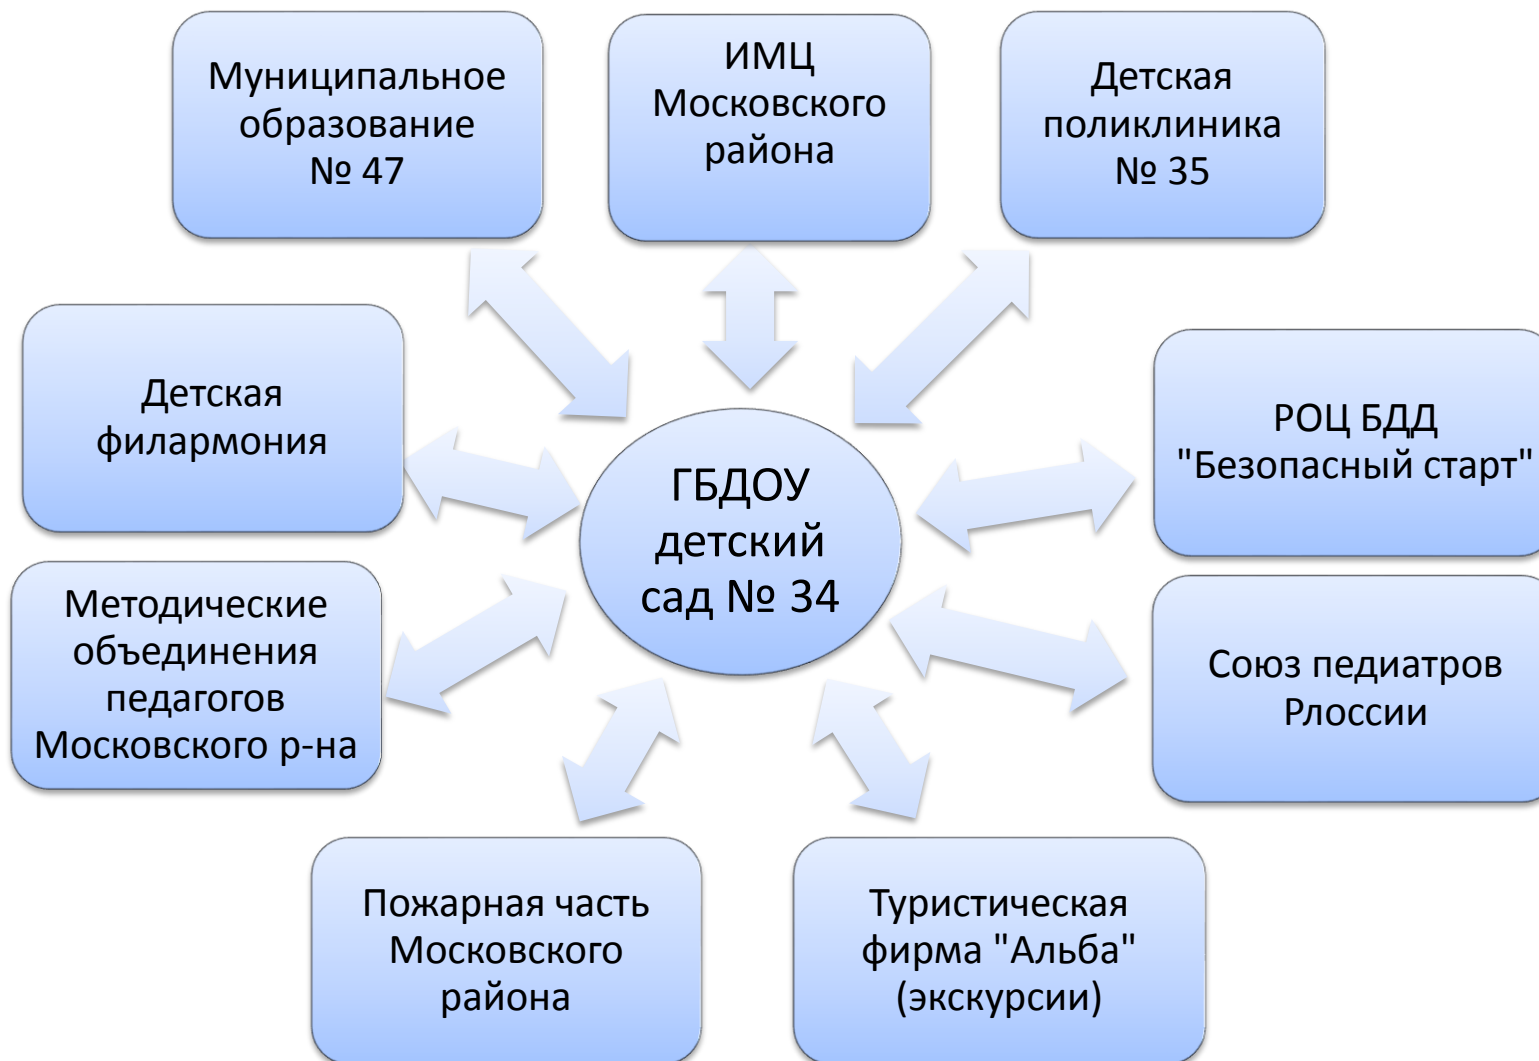 Муниципальное
образование
№ 47
ИМЦ
Московского
района
Детская
поликлиника
№ 35
Детская
филармония
РОЦ БДД
"Безопасный старт"
ГБДОУ
детский
сад № 34
Методические
объединения
педагогов
Московского р-на
Союз педиатров
Рлоссии
Пожарная часть
Московского
района
Туристическая
фирма "Альба"
(экскурсии)